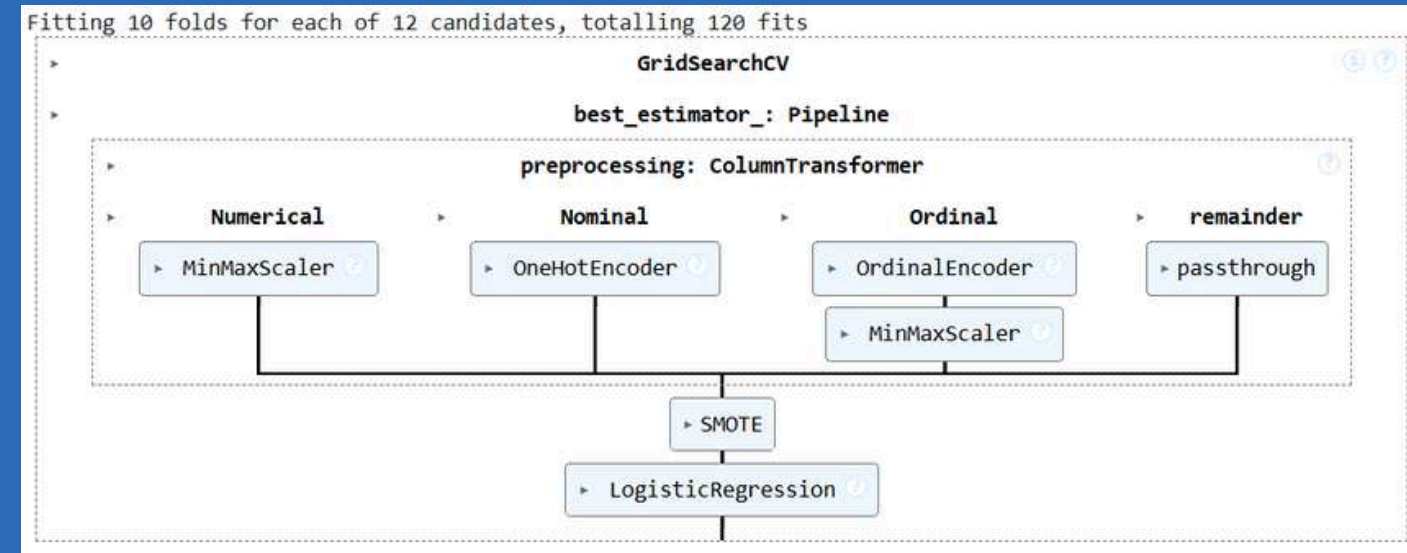 Fitting 10 folds for each of 12 candidates, totalling 120 fits
GridSearchCV
i ?
best_estimator_: Pipeline
preprocessing: ColumnTransformer
?
Numerical Nominal Ordinal remainder
MinMaxScaler ? OneHotEncoder ? OrdinalEncoder ? passthrough
MinMaxScaler ?
SMOTE
LogisticRegression ?